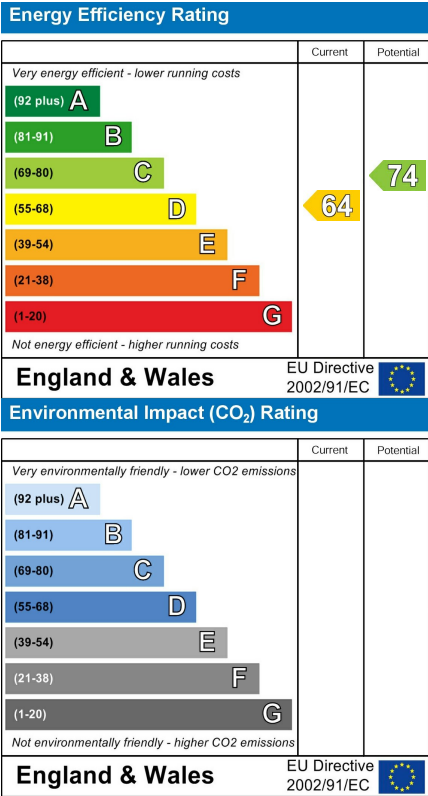 Energy Efficiency Rating
Current Potential
Very energy efficient - lower running costs
(92 plus) A
(81-91) B
(69-80) C
74
(55-68) D
64
(39-54) E
(21-38) F
(1-20) G
Not energy efficient - higher running costs
England & Wales
EU Directive
2002/91/EC
Environmental Impact (CO₂) Rating
Current Potential
Very environmentally friendly - lower CO2 emissions
(92 plus) A
(81-91) B
(69-80) C
(55-68) D
(39-54) E
(21-38) F
(1-20) G
Not environmentally friendly - higher CO2 emissions
England & Wales
EU Directive
2002/91/EC